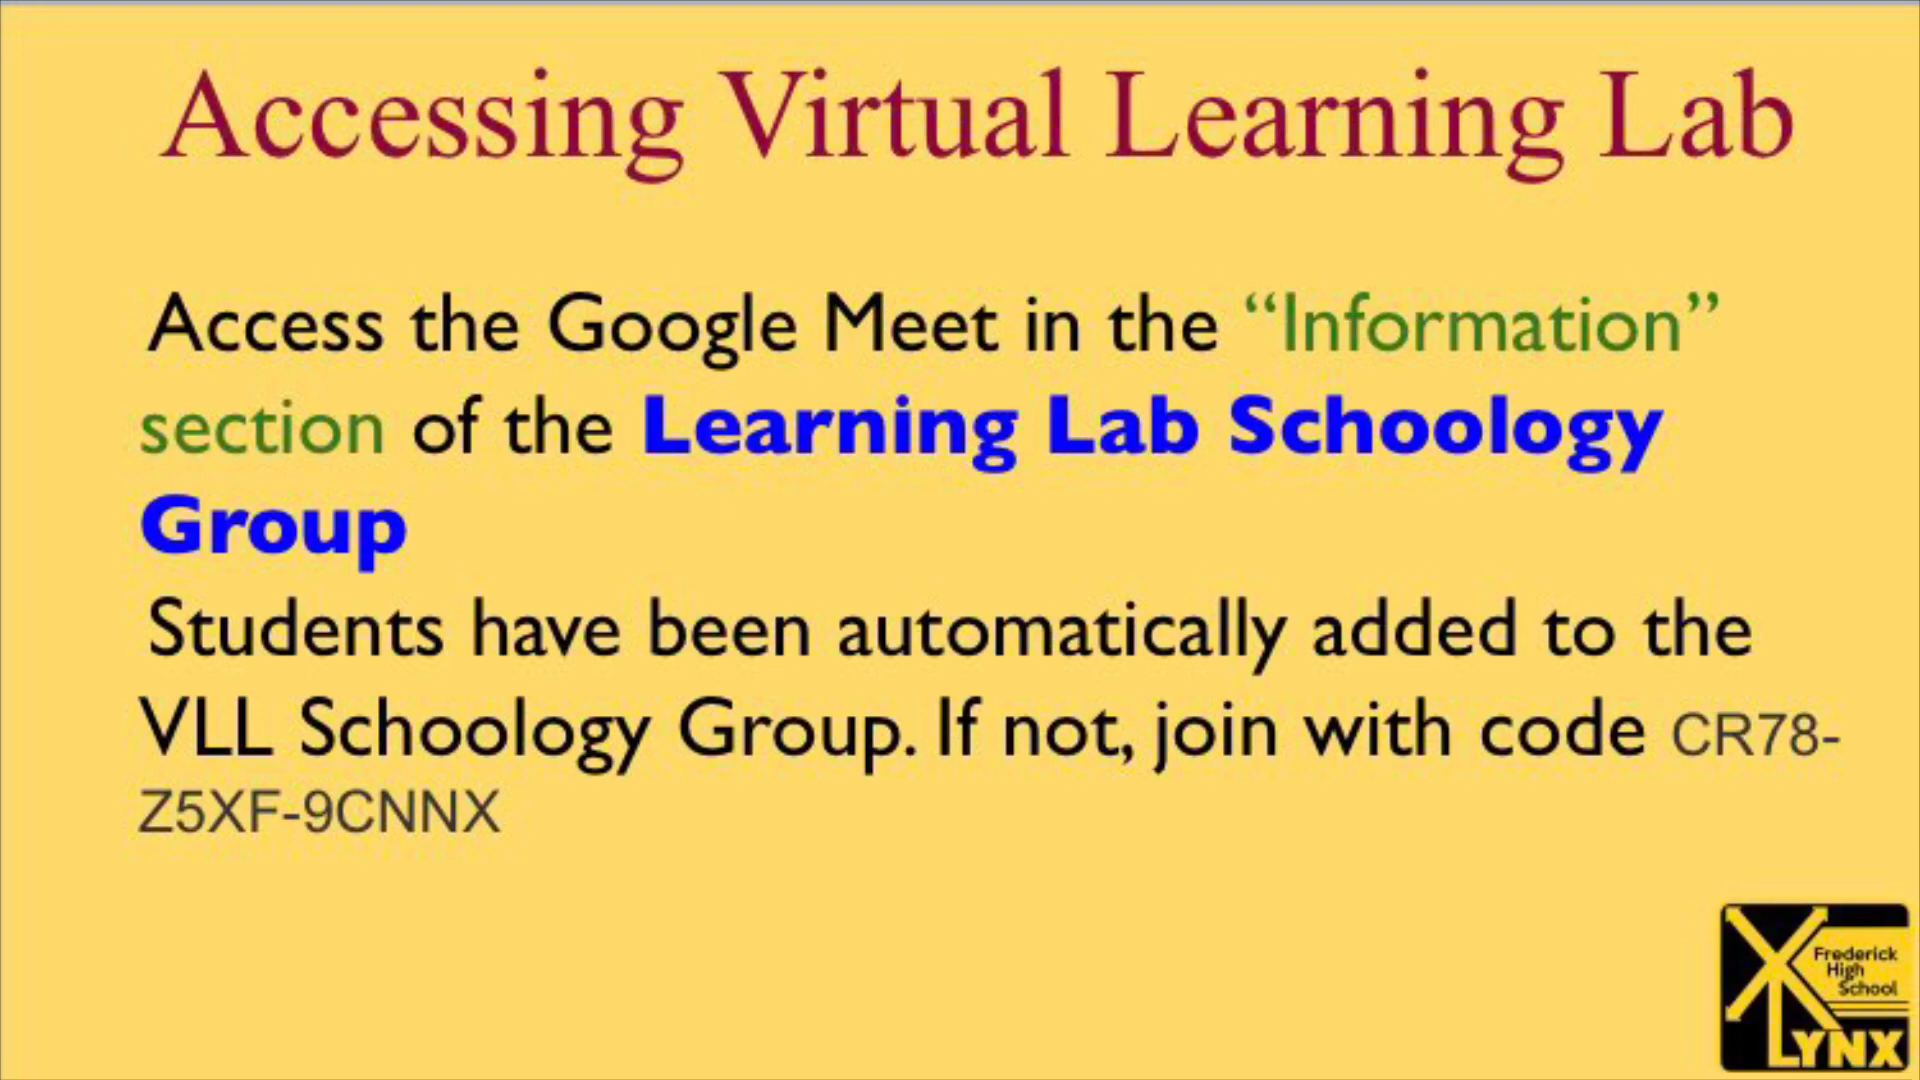 Accessing Virtual Learning Lab
Access the Google Meet in the “Information”
section of the Learning Lab Schoology
Group
Students have been automatically added to the
VLL Schoology Group. If not, join with code CR78-
Z5XF-9CNNX
Frederick
High
School
LYNX